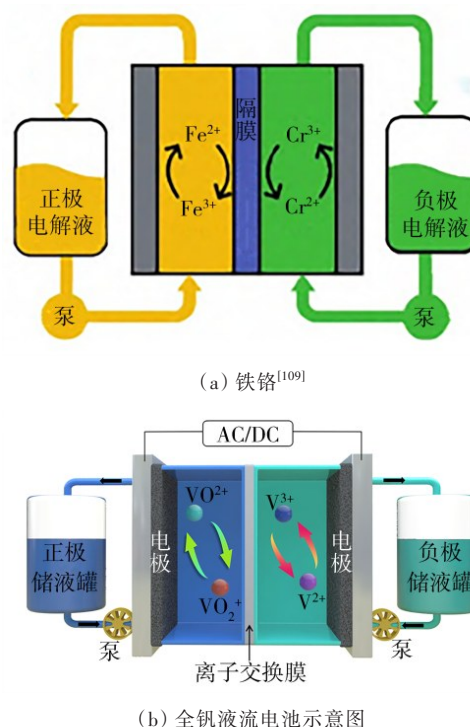 隔膜
Fe²⁺
Cr³⁺
正极
电解液
负极
电解液
Fe³⁺
Cr²⁺
泵
泵
（a）铁铬[109]
AC/DC
VO²⁺
V³⁺
正极
储液罐
电极
电极
负极
储液罐
VO₂⁺
V²⁺
泵
泵
离子交换膜
（b）全钒液流电池示意图